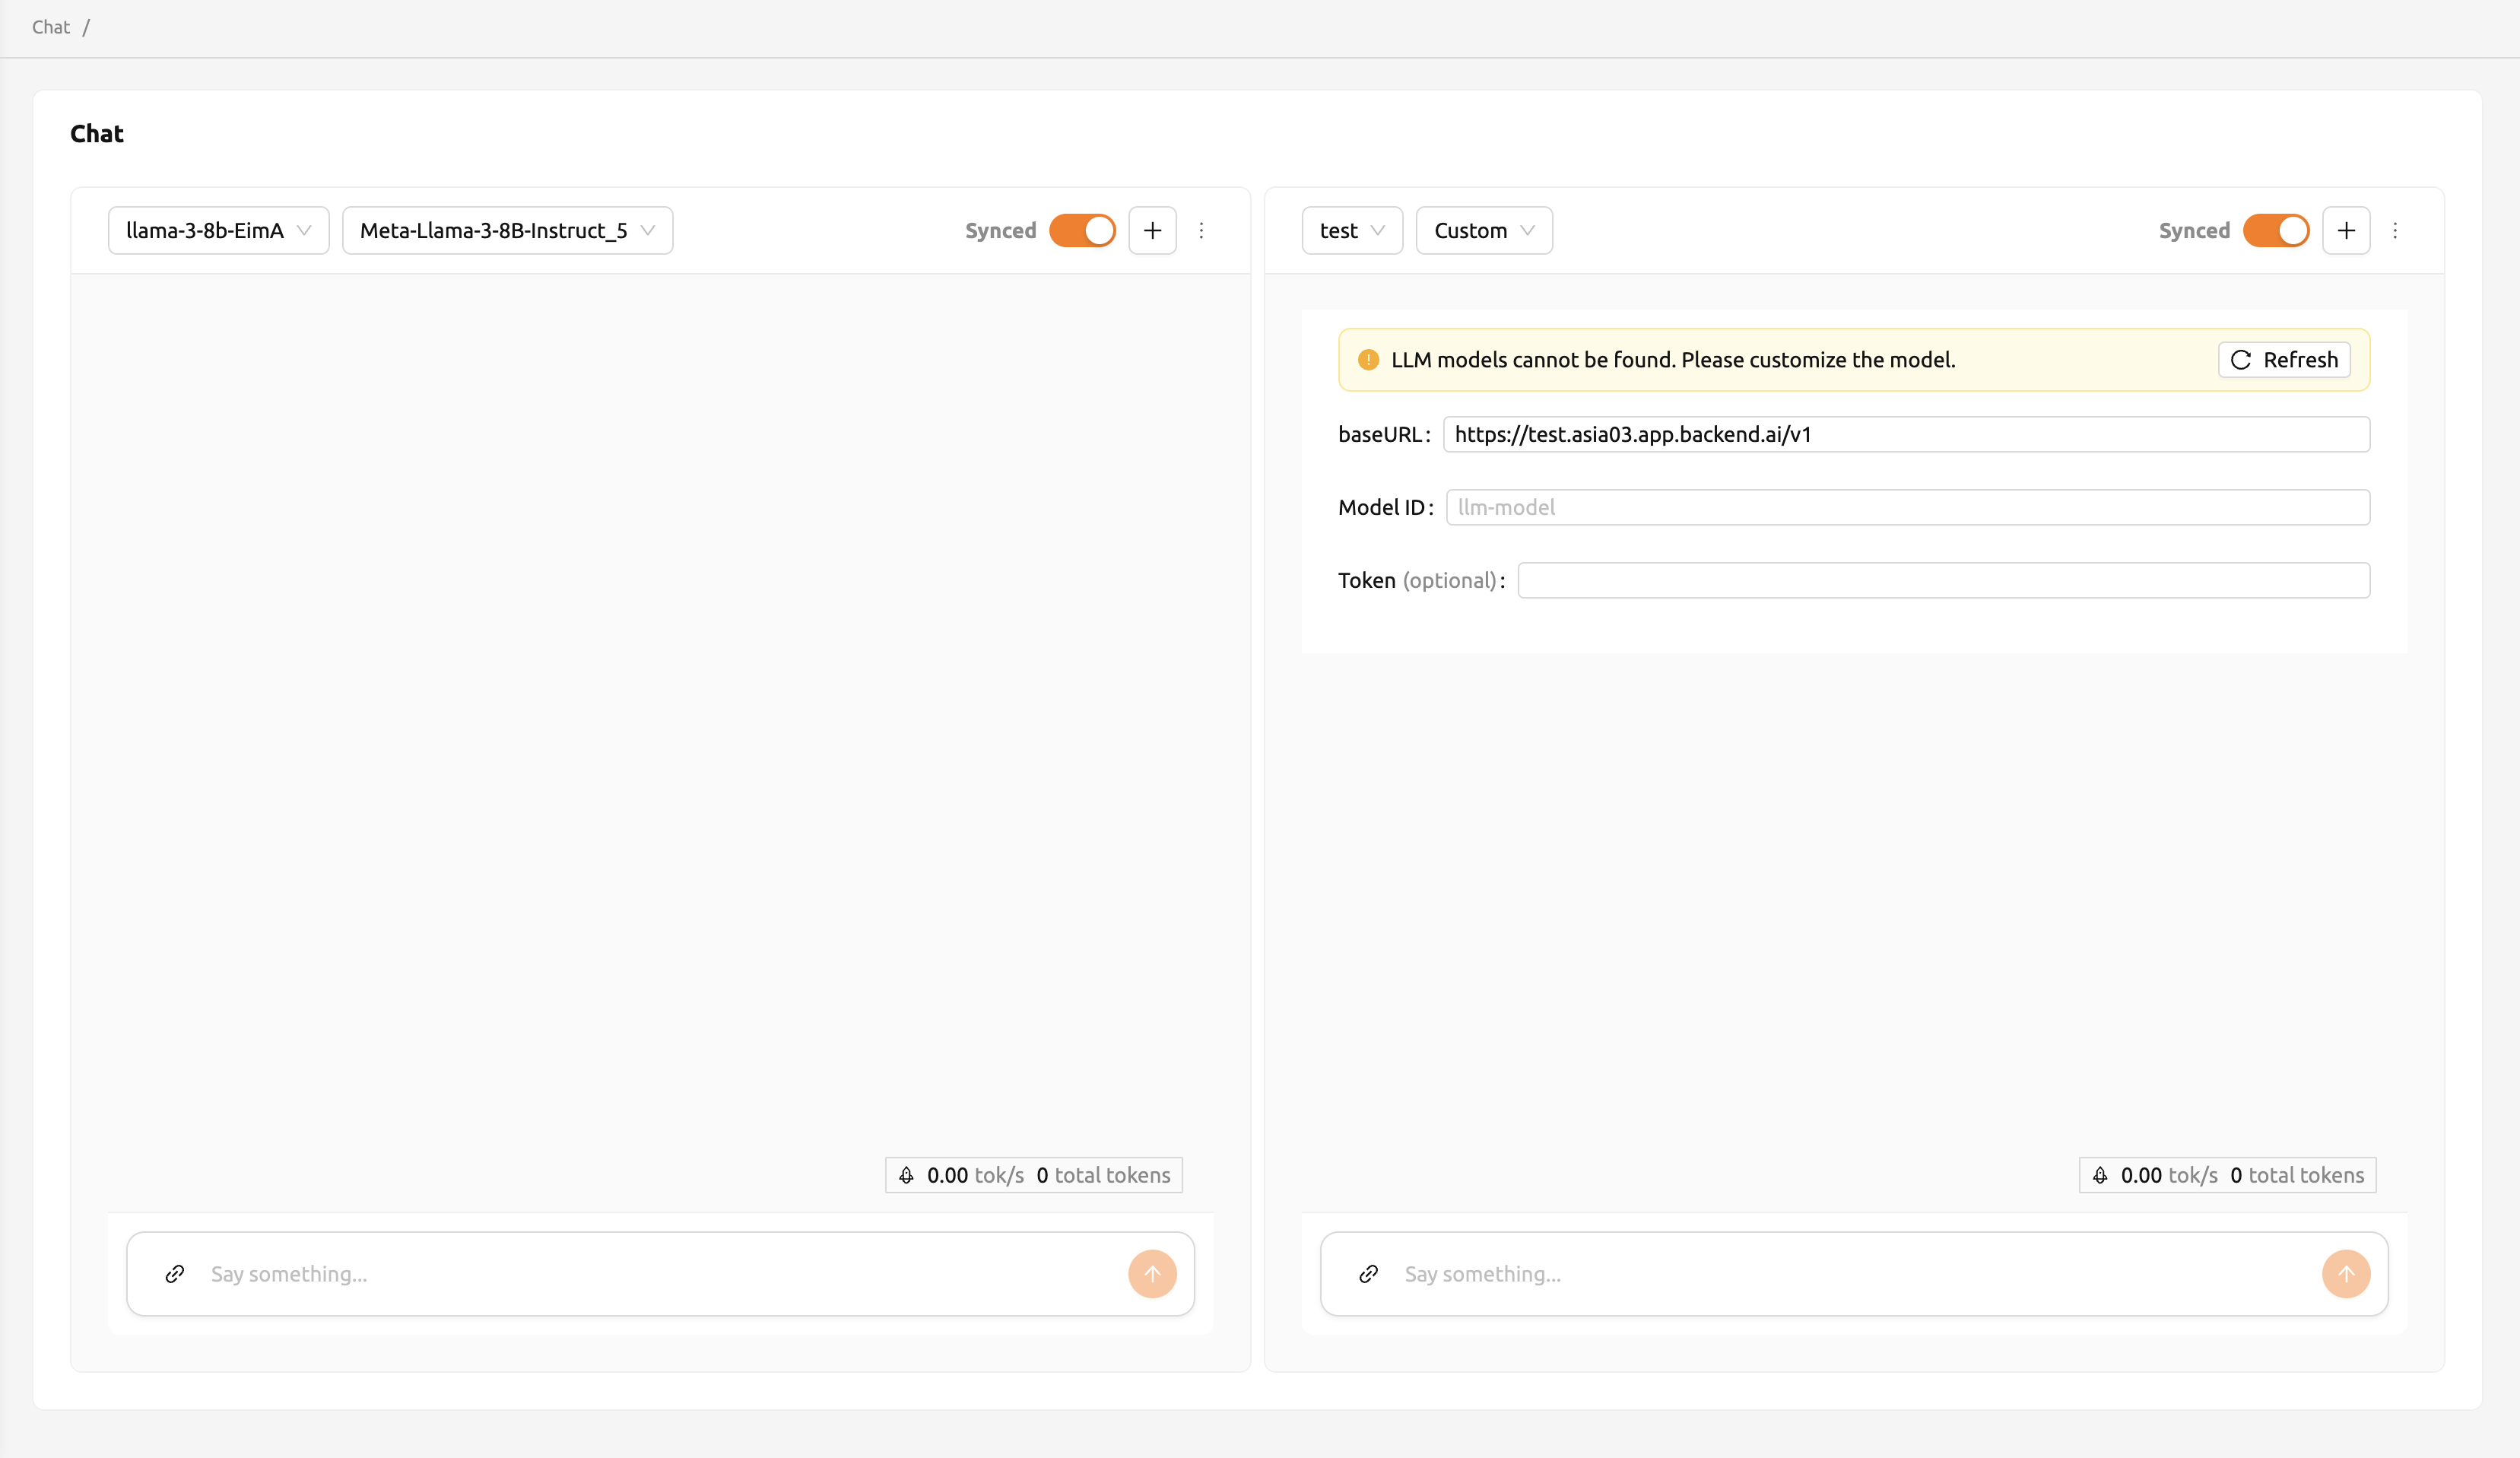 Chat /
Chat
llama-3-8b-EimA
Meta-Llama-3-8B-Instruct_5
Synced
test
Custom
Synced
LLM models cannot be found. Please customize the model.
Refresh
baseURL: https://test.asia03.app.backend.ai/v1
Model ID: llm-model
Token (optional):
0.00 tok/s 0 total tokens
0.00 tok/s 0 total tokens
Say something...
Say something...